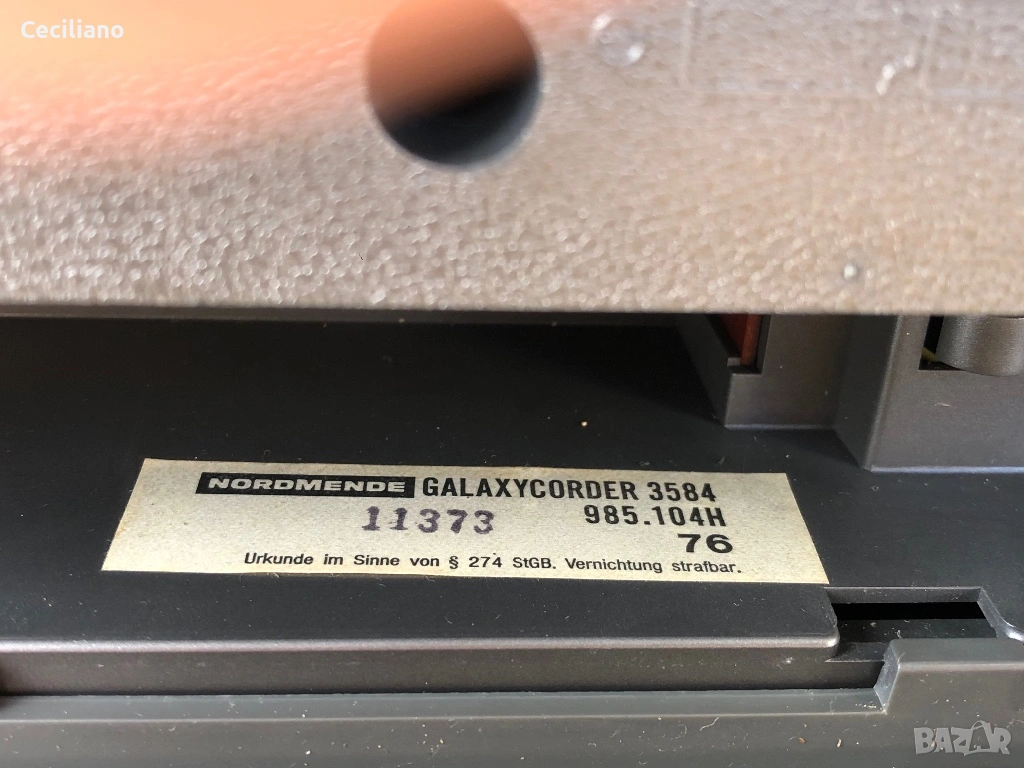 Ceciliano
NORDMENDE GALAXYCORDER 3584
11373 985.104H
76
Urkunde im Sinne von § 274 StGB. Vernichtung strafbar.
BAZAR